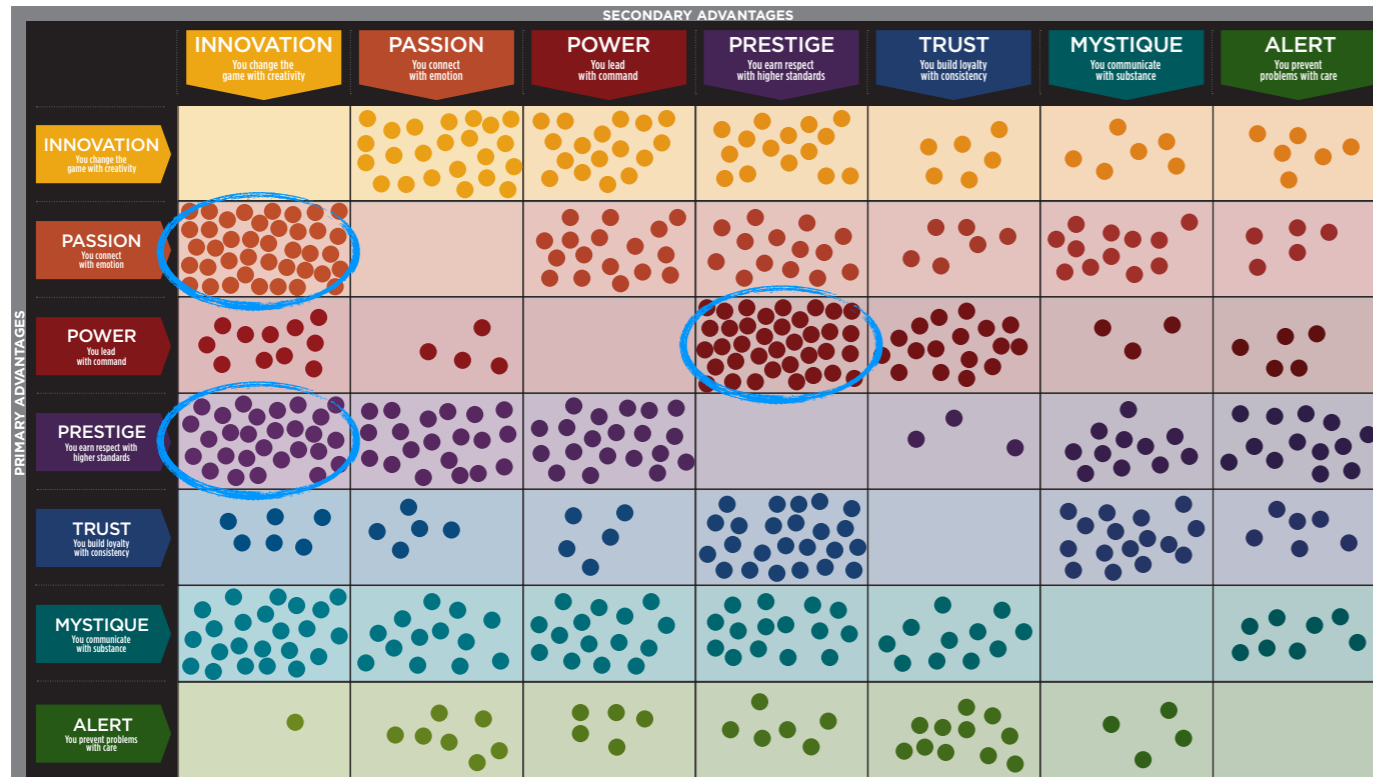 SECONDARY ADVANTAGES
INNOVATION
You change the
game with creativity
PASSION
You connect
with emotion
POWER
You lead
with command
PRESTIGE
You earn respect
with higher standards
TRUST
You build loyalty
with consistency
MYSTIQUE
You communicate
with substance
ALERT
You prevent
problems with care
PRIMARY ADVANTAGES
INNOVATION
You change the
game with creativity
PASSION
You connect
with emotion
POWER
You lead
with command
PRESTIGE
You earn respect with
higher standards
TRUST
You build loyalty
with consistency
MYSTIQUE
You communicate
with substance
ALERT
You prevent problems
with care